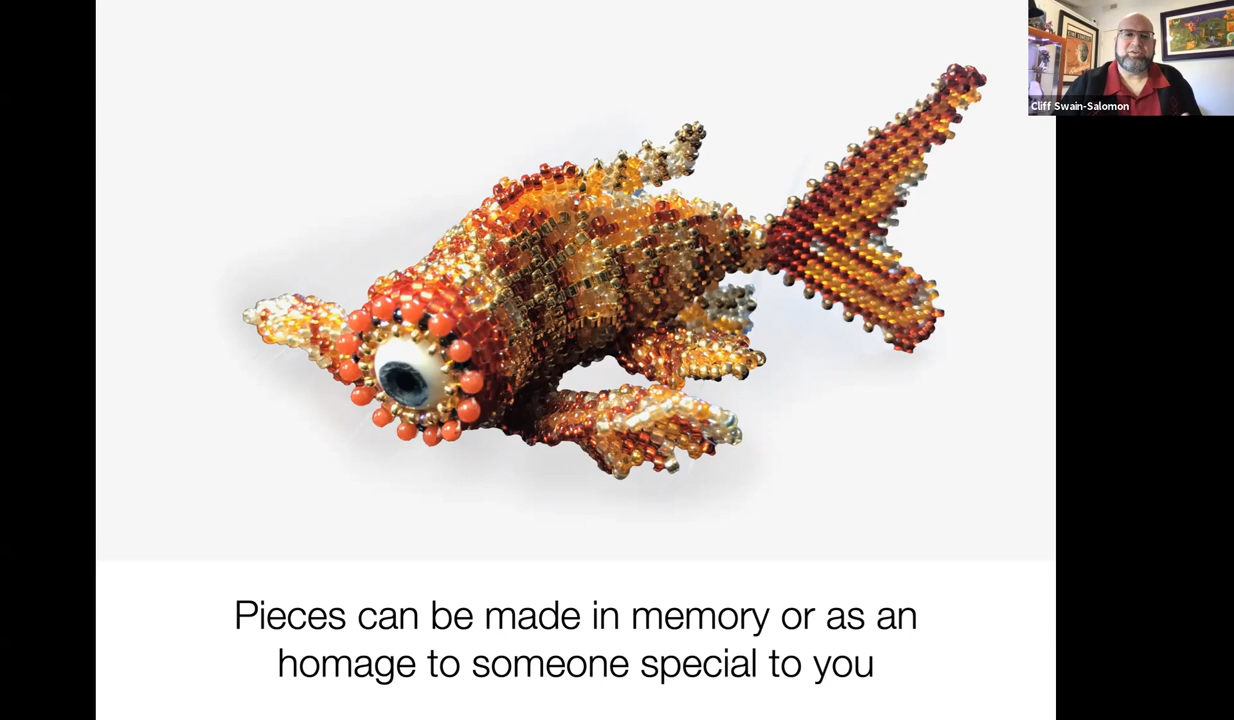 Cliff Swain-Salomon
Pieces can be made in memory or as an
homage to someone special to you